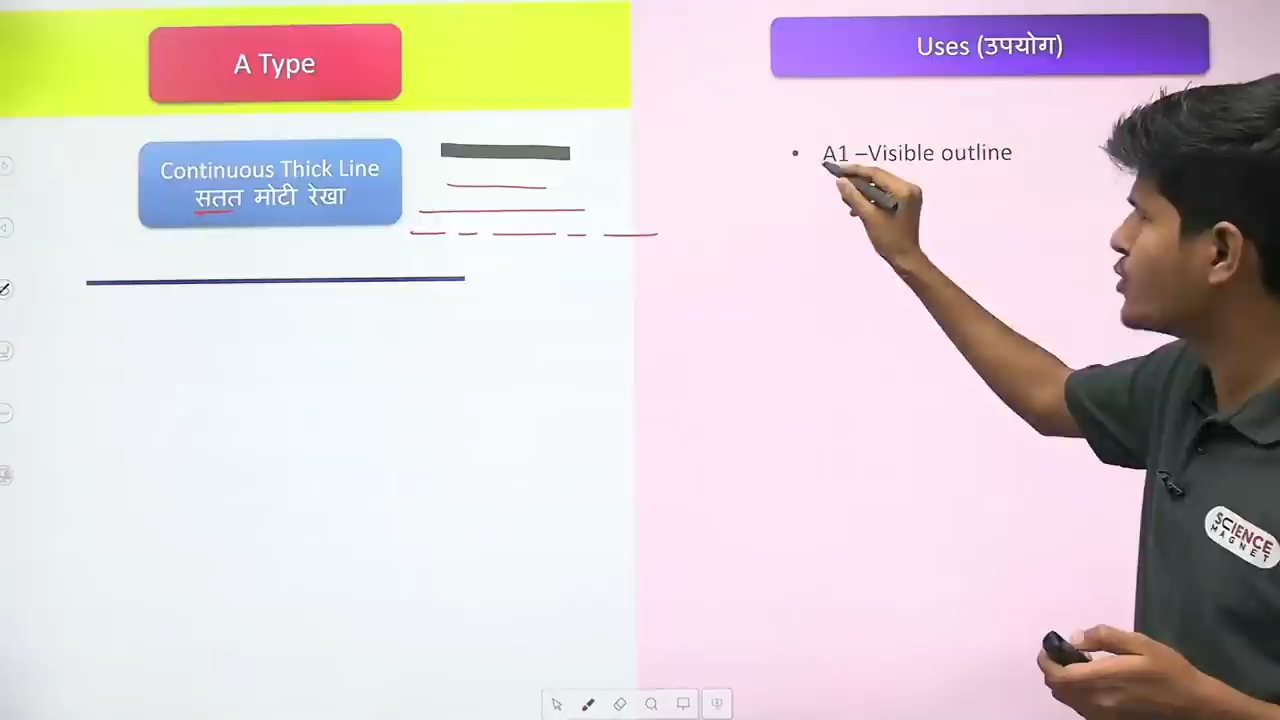 A Type
Uses (उपयोग)
Continuous Thick Line
सतत मोटी रेखा
• A1 –Visible outline
SCIENCE
MAGNET